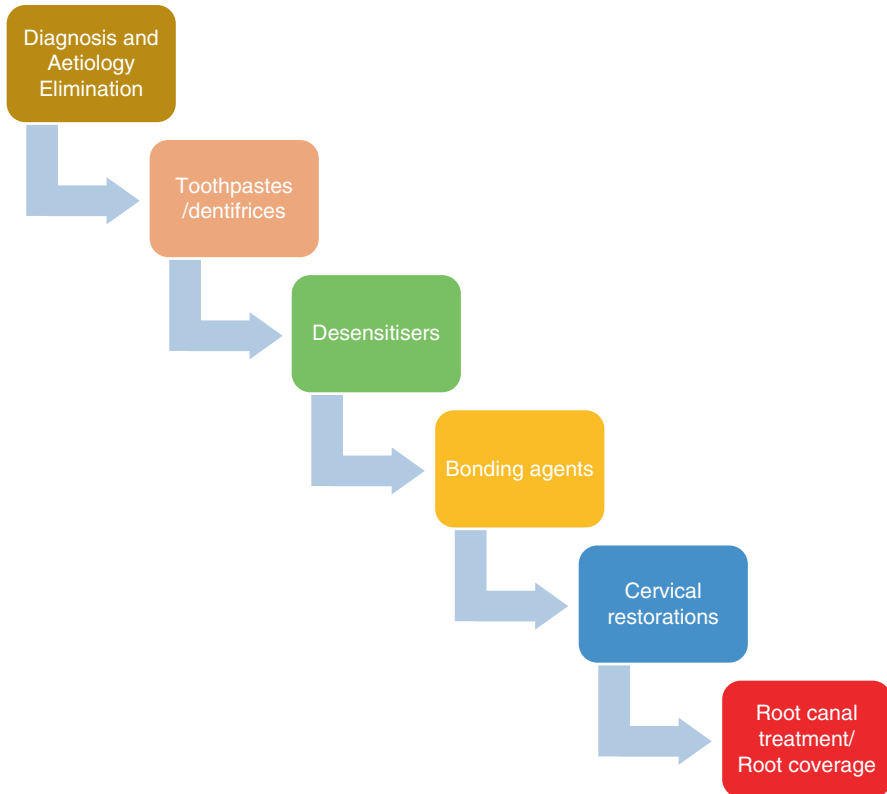 Diagnosis and
Aetiology
Elimination
Toothpastes
/dentifrices
Desensitisers
Bonding agents
Cervical
restorations
Root canal
treatment/
Root coverage